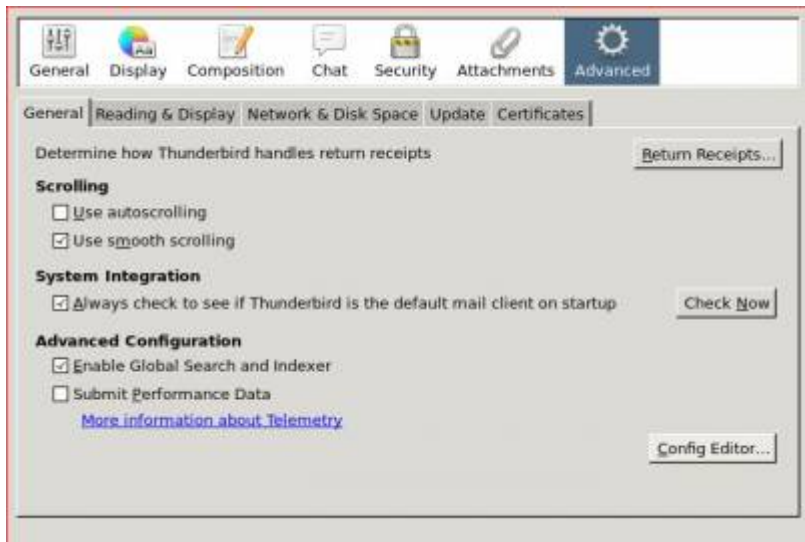 General Display Composition Chat Security Attachments Advanced
General Reading & Display Network & Disk Space Update Certificates
Determine how Thunderbird handles return receipts Return Receipts...
Scrolling
Use autoscrolling
Use smooth scrolling
System Integration
Always check to see if Thunderbird is the default mail client on startup Check Now
Advanced Configuration
Enable Global Search and Indexer
Submit Performance Data
More information about Telemetry
Config Editor...